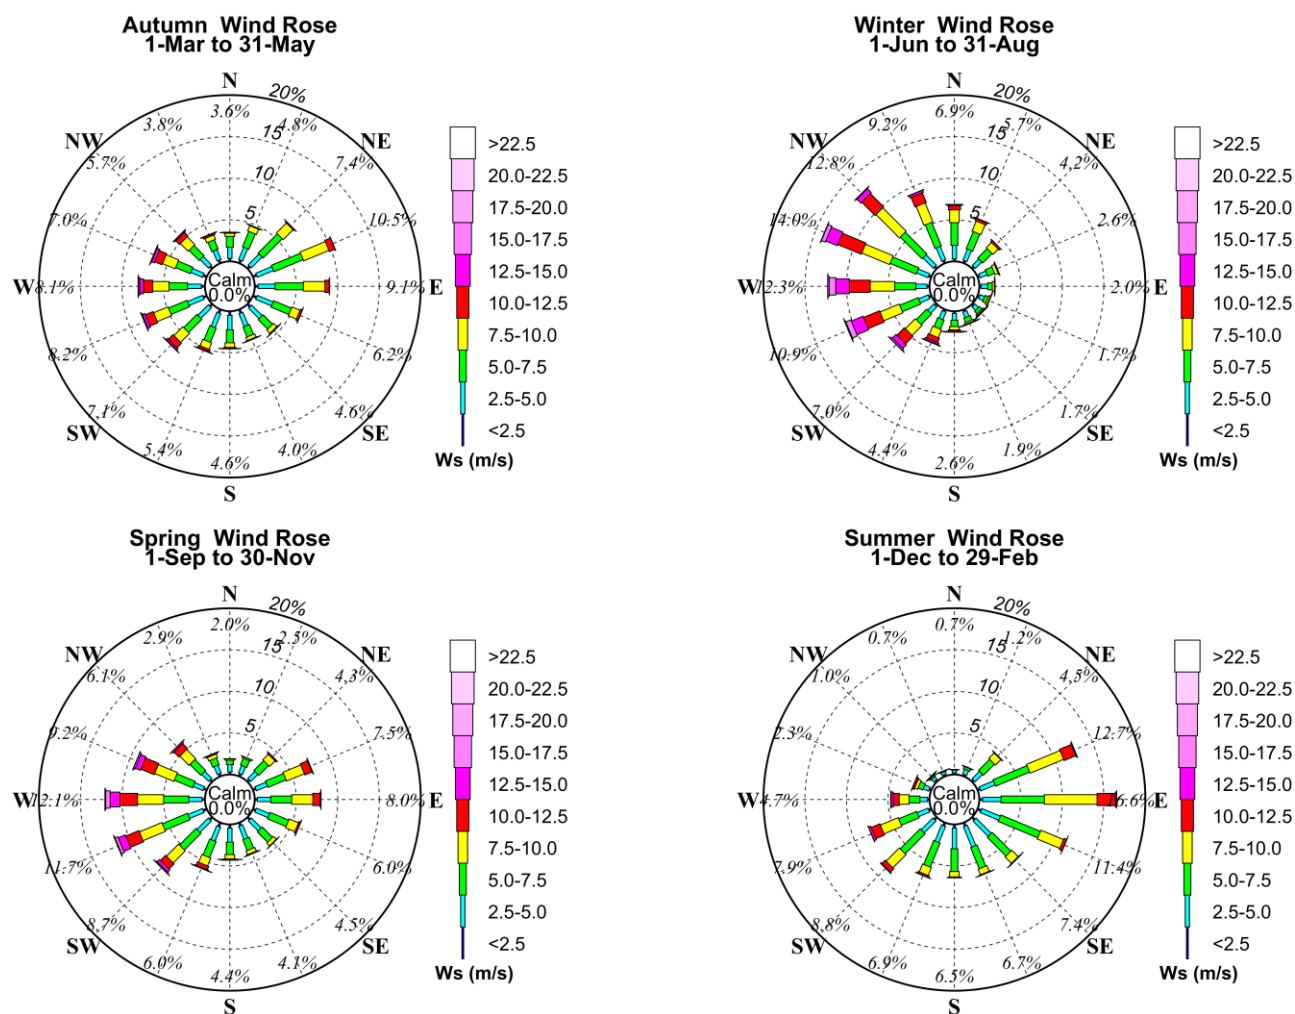 Autumn Wind Rose
1-Mar to 31-May
N
20%
3.6%
3.8%
4.8%
NW
NE
15
5.7%
7.4%
10
7.0%
10.5%
5
Calm
0.0%
W
8.1%
9.1%
E
8.2%
6.2%
7.1%
4.6%
SW
SE
5.4%
4.0%
4.6%
S
>22.5
20.0-22.5
17.5-20.0
15.0-17.5
12.5-15.0
10.0-12.5
7.5-10.0
5.0-7.5
2.5-5.0
<2.5
Ws (m/s)
Winter Wind Rose
1-Jun to 31-Aug
N
20%
6.9%
9.2%
5.7%
NW
NE
15
12.8%
4.2%
10
14.0%
2.6%
5
Calm
0.0%
W
12.3%
2.0%
E
10.9%
1.7%
7.0%
1.7%
SW
SE
4.4%
1.9%
2.6%
S
>22.5
20.0-22.5
17.5-20.0
15.0-17.5
12.5-15.0
10.0-12.5
7.5-10.0
5.0-7.5
2.5-5.0
<2.5
Ws (m/s)
Spring Wind Rose
1-Sep to 30-Nov
N
20%
2.0%
2.9%
2.5%
NW
NE
15
6.1%
4.3%
10
9.2%
7.5%
5
Calm
0.0%
W
12.1%
8.0%
E
11.7%
6.0%
8.7%
4.5%
SW
SE
6.0%
4.1%
4.4%
S
>22.5
20.0-22.5
17.5-20.0
15.0-17.5
12.5-15.0
10.0-12.5
7.5-10.0
5.0-7.5
2.5-5.0
<2.5
Ws (m/s)
Summer Wind Rose
1-Dec to 29-Feb
N
20%
0.7%
0.7%
1.2%
NW
NE
15
1.0%
4.5%
10
2.3%
12.7%
5
Calm
0.0%
W
4.7%
E
7.9%
11.4%
8.8%
7.4%
SW
SE
6.9%
6.7%
6.5%
S
>22.5
20.0-22.5
17.5-20.0
15.0-17.5
12.5-15.0
10.0-12.5
7.5-10.0
5.0-7.5
2.5-5.0
<2.5
Ws (m/s)